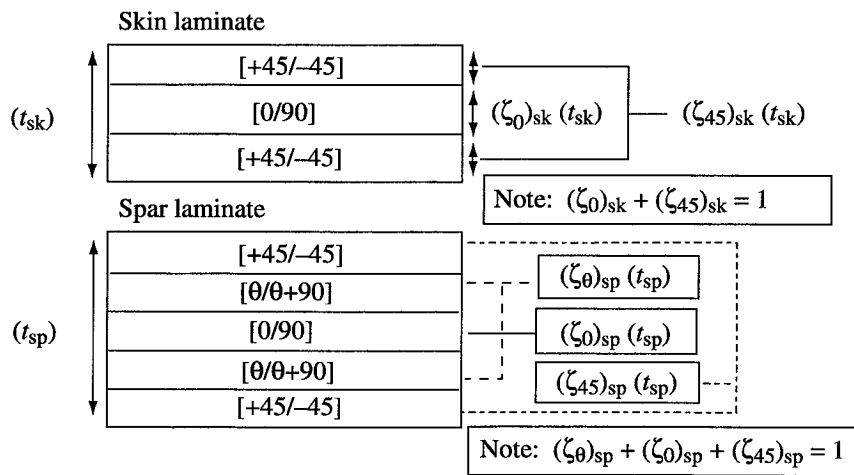 Skin laminate
[+45/–45]
(t_sk) [0/90] (ζ_0)_sk (t_sk) (ζ_45)_sk (t_sk)
[+45/–45]
Note: (ζ_0)_sk + (ζ_45)_sk = 1
Spar laminate
[+45/–45]
[θ/θ+90] (ζ_θ)_sp (t_sp)
(t_sp) [0/90] (ζ_0)_sp (t_sp)
[θ/θ+90] (ζ_45)_sp (t_sp)
[+45/–45]
Note: (ζ_θ)_sp + (ζ_0)_sp + (ζ_45)_sp = 1